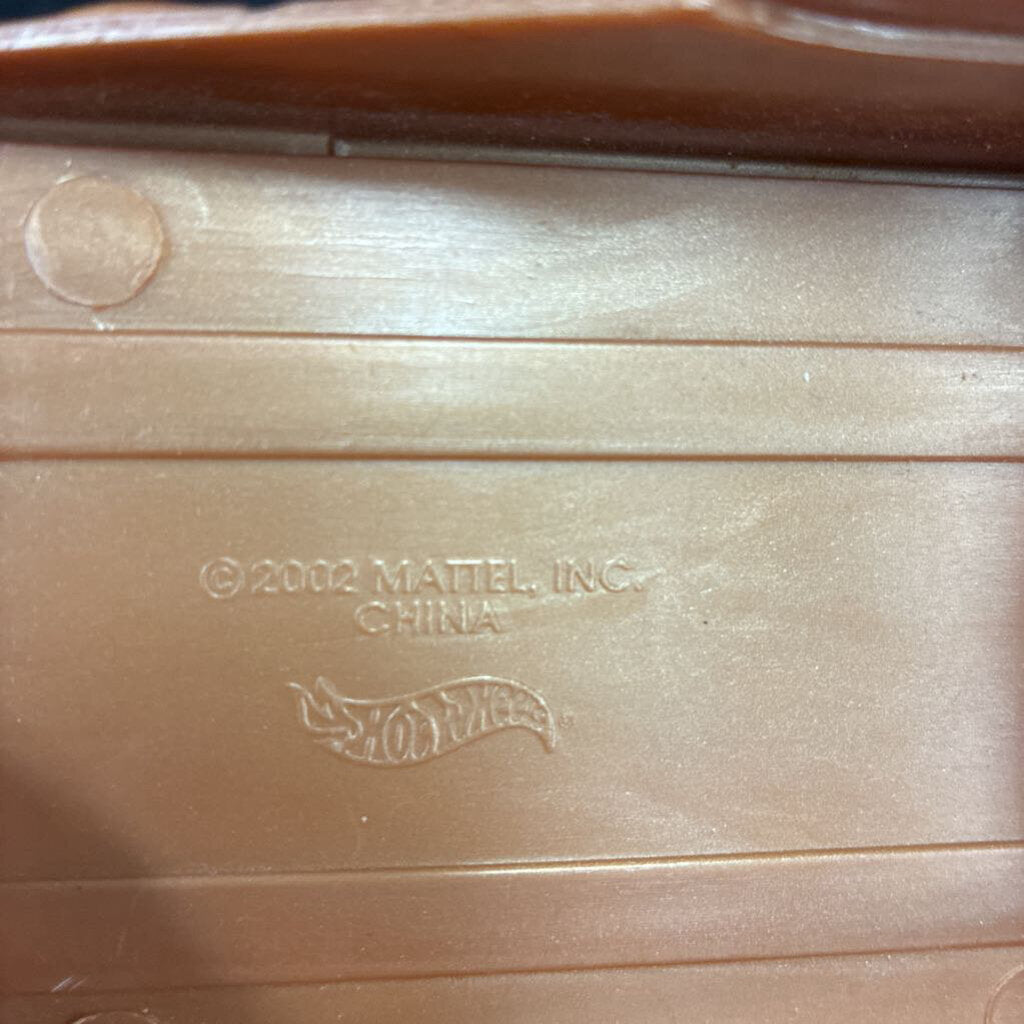 © 2002 MATTEL, INC.
CHINA
HOT WHEELS